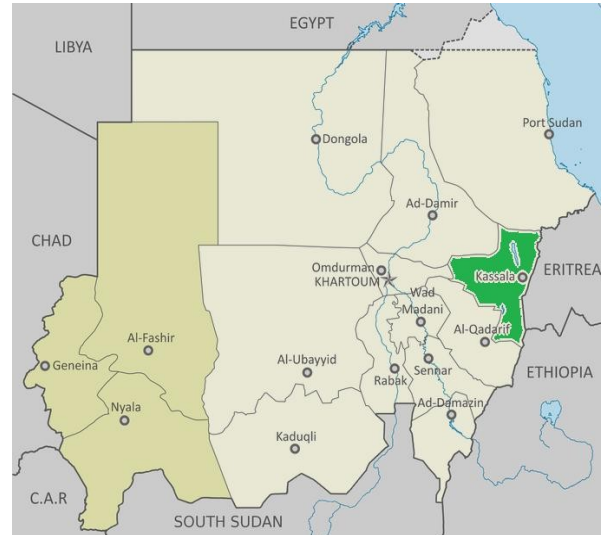 EGYPT
LIBYA
Port Sudan
Dongola
Ad-Damir
CHAD
Omdurman
KHARTOUM
Kassala
ERITREA
Wad
Madani
Al-Qadarif
Al-Fashir
Geneina
Al-Ubayyid
Rabak
Sennar
ETHIOPIA
Nyala
Ad-Damazin
Kaduqli
C.A.R
SOUTH SUDAN